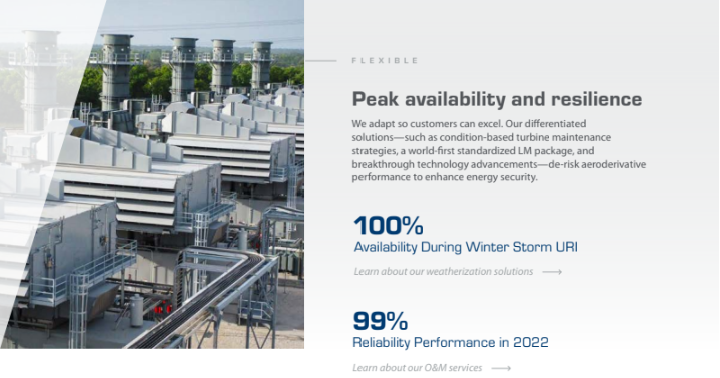 FLEXIBLE
Peak availability and resilience
We adapt so customers can excel. Our differentiated
solutions—such as condition-based turbine maintenance
strategies, a world-first standardized LM package, and
breakthrough technology advancements—de-risk aeroderivative
performance to enhance energy security.
100%
Availability During Winter Storm URI
Learn about our weatherization solutions
99%
Reliability Performance in 2022
Learn about our O&M services